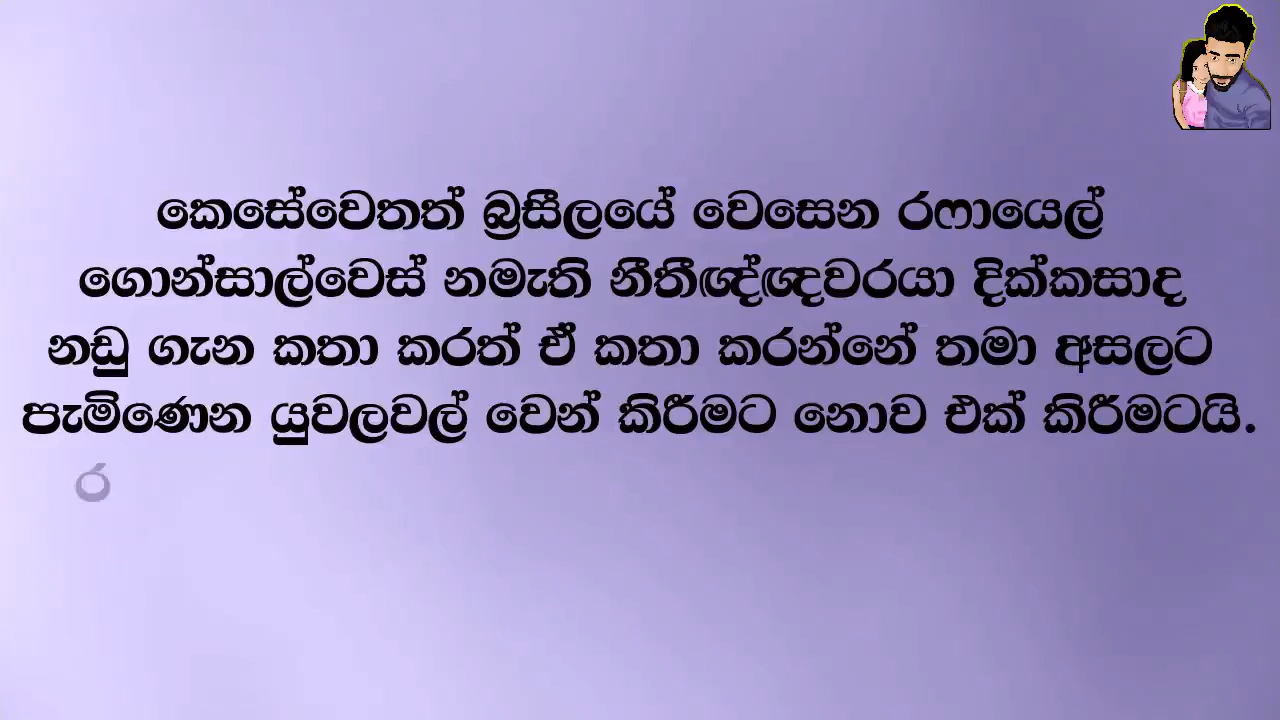 කෙසේවෙතත් බ්‍රසීලයේ වෙසෙන රෆායෙල්
ගොන්සාල්වෙස් නමැති නීතීඥ්ඥවරයා දික්කසාද
නඩු ගැන කතා කරත් ඒ කතා කරන්නේ තමා අසලට
පැමිණෙන යුවලවල් වෙන් කිරීමට නොව එක් කිරීමටයි.
ර